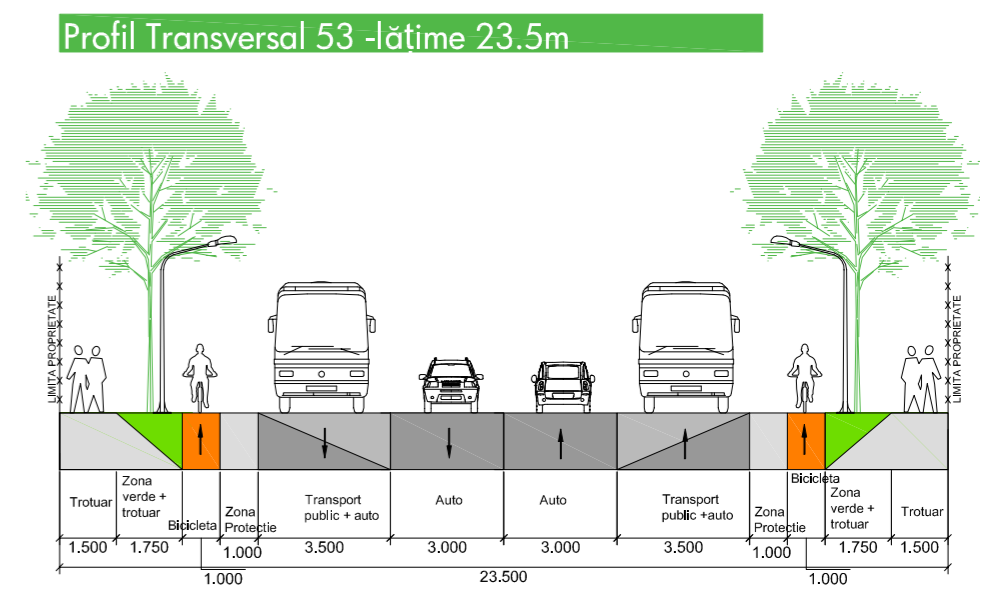 Profil Transversal 53 -lățime 23.5m
LIMITA PROPRIETATE
LIMITA PROPRIETATE
Trotuar
Zona
verde +
trotuar
Bicicleta
Zona
Protectie
Transport
public + auto
Auto
Auto
Transport
public +auto
Zona
Protectie
Bicicleta
Zona
verde +
trotuar
Trotuar
1.500
1.750
1.000
3.500
3.000
3.000
3.500
1.000
1.750
1.500
1.000
23.500
1.000